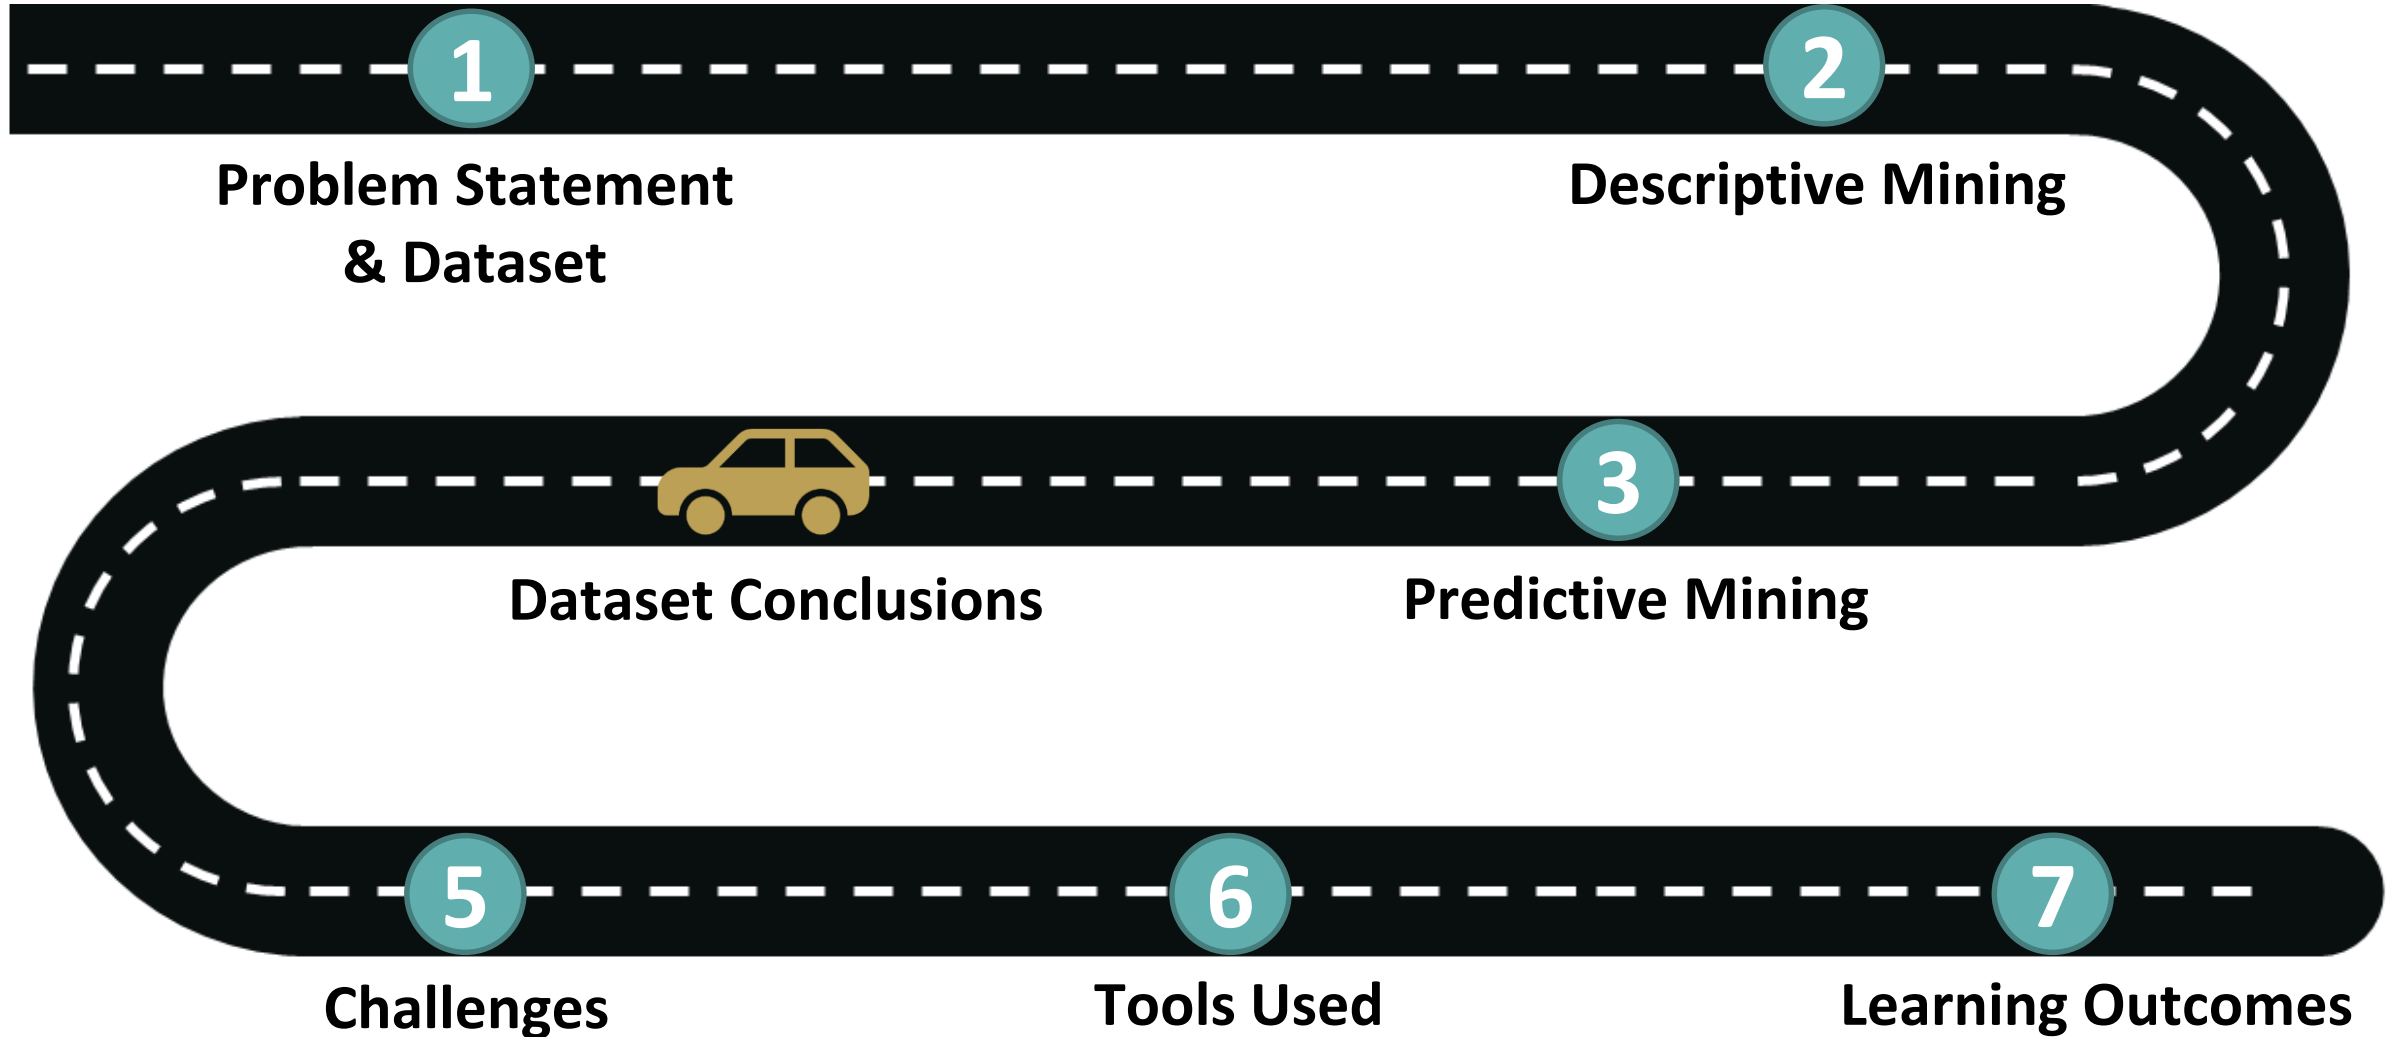 1
2
Problem Statement
& Dataset
Descriptive Mining
3
Dataset Conclusions
Predictive Mining
5
6
7
Challenges
Tools Used
Learning Outcomes